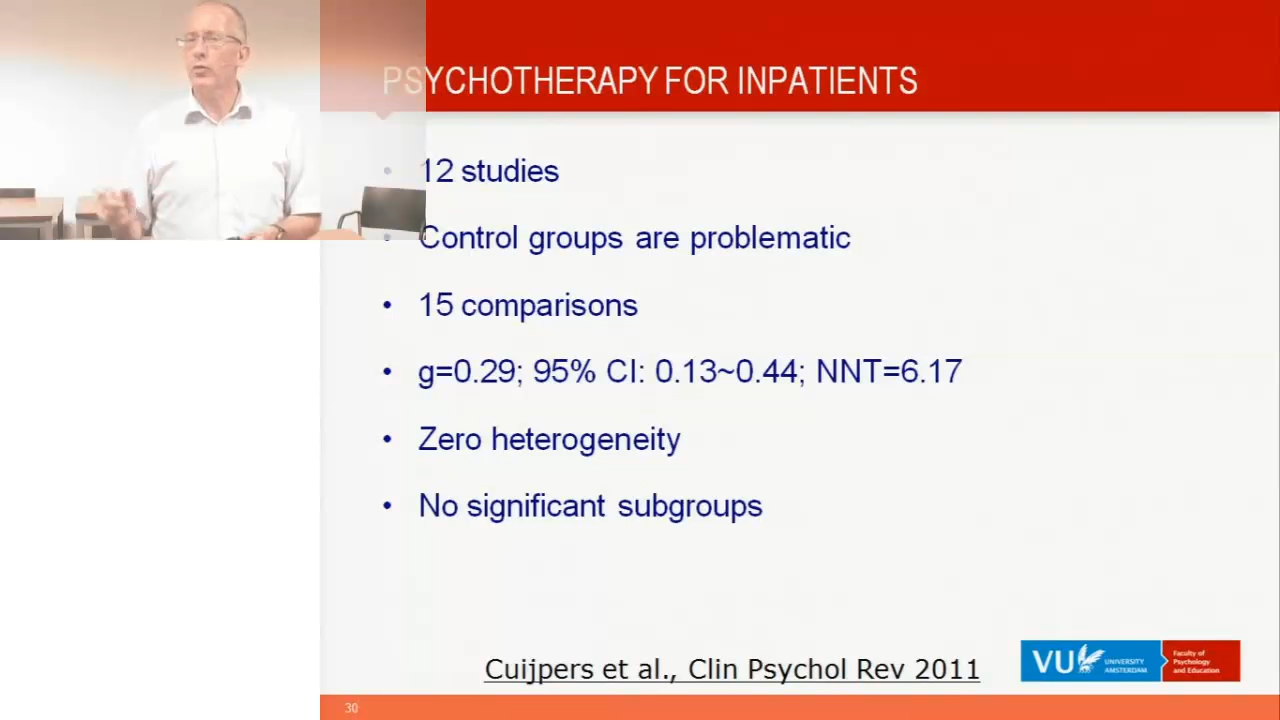 PSYCHOTHERAPY FOR INPATIENTS
• 12 studies
• Control groups are problematic
• 15 comparisons
• g=0.29; 95% CI: 0.13~0.44; NNT=6.17
• Zero heterogeneity
• No significant subgroups
Cuijpers et al., Clin Psychol Rev 2011
VU UNIVERSITY AMSTERDAM
Faculty of Psychology and Education
30